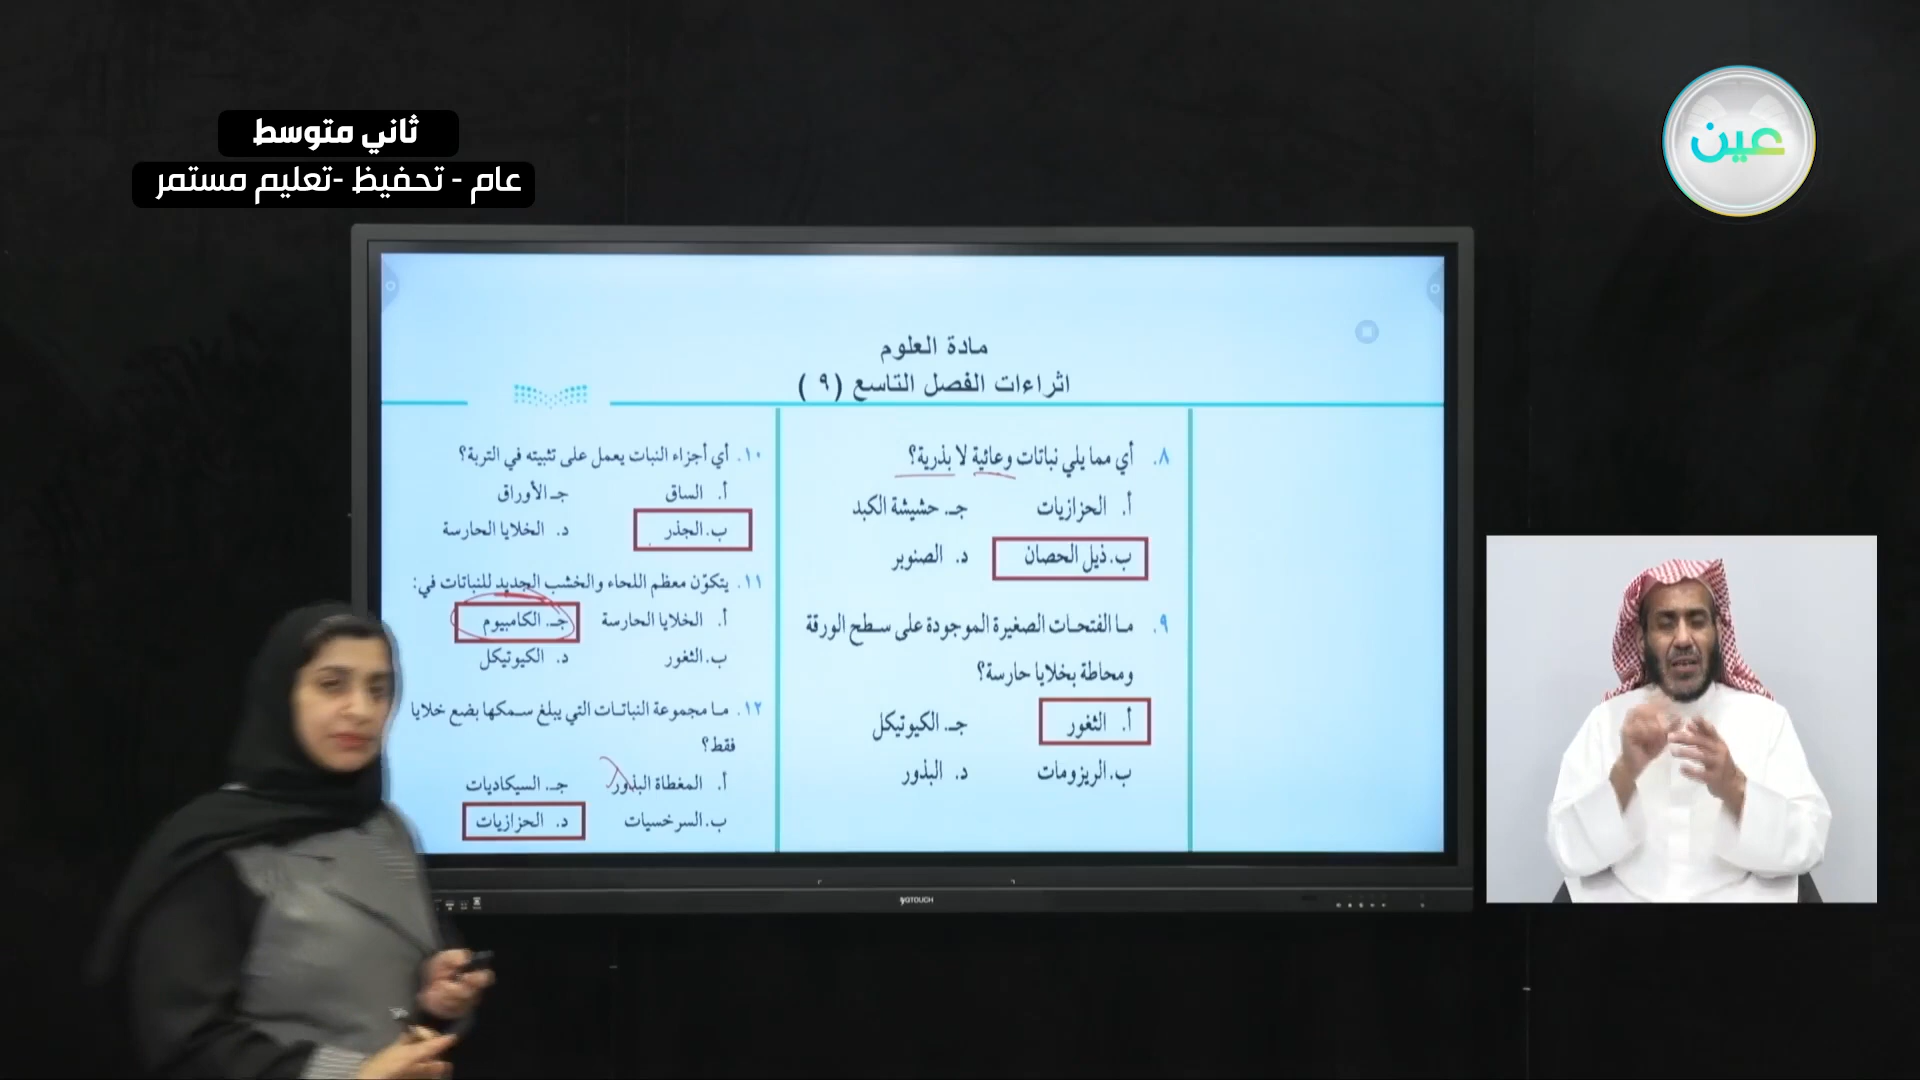 ثاني متوسط
عام - تحفيظ -تعليم مستمر
عين
مادة العلوم
اثراءات الفصل التاسع (٩)
٨. أي مما يلي نباتات وعائية لا بذرية؟
أ. الحزازيات
جـ. حشيشة الكبد
ب. ذيل الحصان
د. الصنوبر
٩. ما الفتحات الصغيرة الموجودة على سطح الورقة
ومحاطة بخلايا حارسة؟
أ. الثغور
جـ. الكيوتيكل
ب. الريزومات
د. البذور
١٠. أي أجزاء النبات يعمل على تثبيته في التربة؟
أ. الساق
جـ الأوراق
ب. الجذر
د. الخلايا الحارسة
١١. يتكوّن معظم اللحاء والخشب الجديد للنباتات في:
أ. الخلايا الحارسة
جـ. الكامبيوم
ب. الثغور
د. الكيوتيكل
١٢. ما مجموعة النباتات التي يبلغ سمكها بضع خلايا
فقط؟
أ. المغطاة البذور
جـ. السيكاديات
ب. السرخسيات
د. الحزازيات